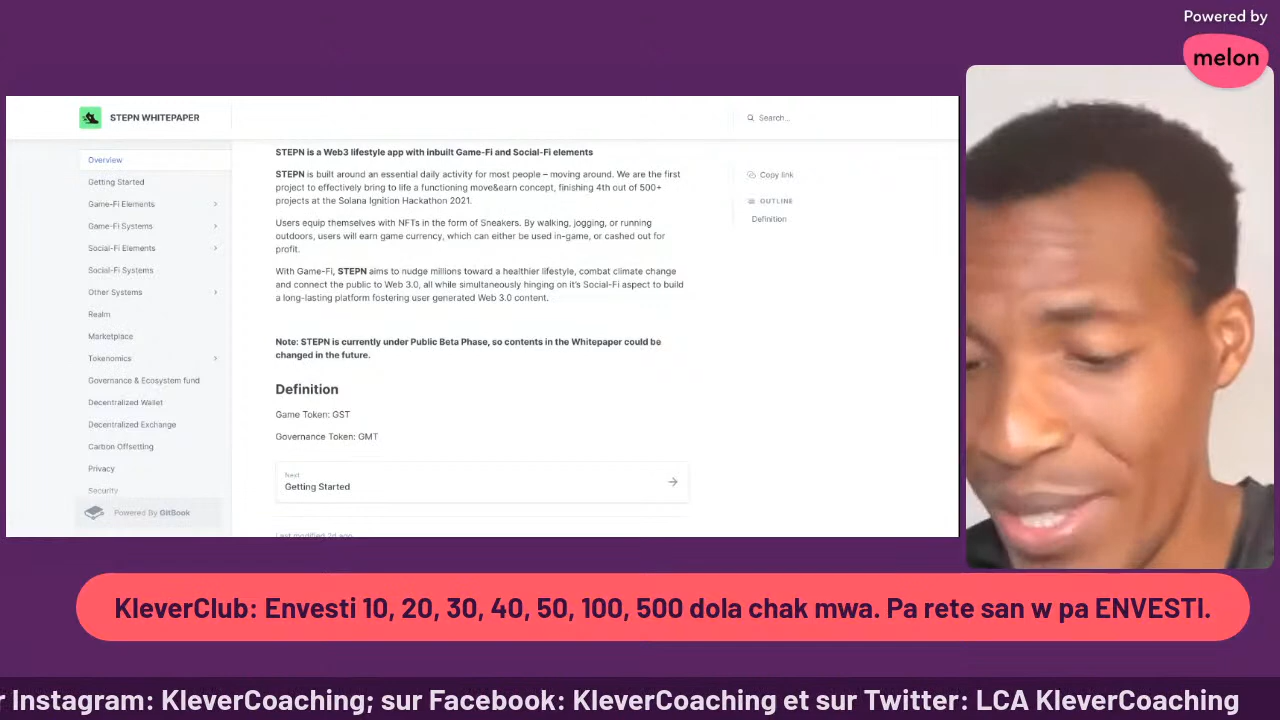 Powered by
melon
STEPN WHITEPAPER
Search...
Overview
Getting Started
Game-Fi Elements
Game-Fi Systems
Social-Fi Elements
Social-Fi Systems
Other Systems
Realm
Marketplace
Tokenomics
Governance & Ecosystem fund
Decentralized Wallet
Decentralized Exchange
Carbon Offsetting
Privacy
Security
Powered By GitBook
STEPN is a Web3 lifestyle app with inbuilt Game-Fi and Social-Fi elements
STEPN is built around an essential daily activity for most people – moving around. We are the first
project to effectively bring to life a functioning move&earn concept, finishing 4th out of 500+
projects at the Solana Ignition Hackathon 2021.
Users equip themselves with NFTs in the form of Sneakers. By walking, jogging, or running
outdoors, users will earn game currency, which can either be used in-game, or cashed out for
profit.
With Game-Fi, STEPN aims to nudge millions toward a healthier lifestyle, combat climate change
and connect the public to Web 3.0, all while simultaneously hinging on it's Social-Fi aspect to build
a long-lasting platform fostering user generated Web 3.0 content.
Note: STEPN is currently under Public Beta Phase, so contents in the Whitepaper could be
changed in the future.
Definition
Game Token: GST
Governance Token: GMT
Next
Getting Started
Last modified 2d ago
Copy link
OUTLINE
Definition
KleverClub: Envesti 10, 20, 30, 40, 50, 100, 500 dola chak mwa. Pa rete san w pa ENVESTI.
r Instagram: KleverCoaching; sur Facebook: KleverCoaching et sur Twitter: LCA KleverCoaching